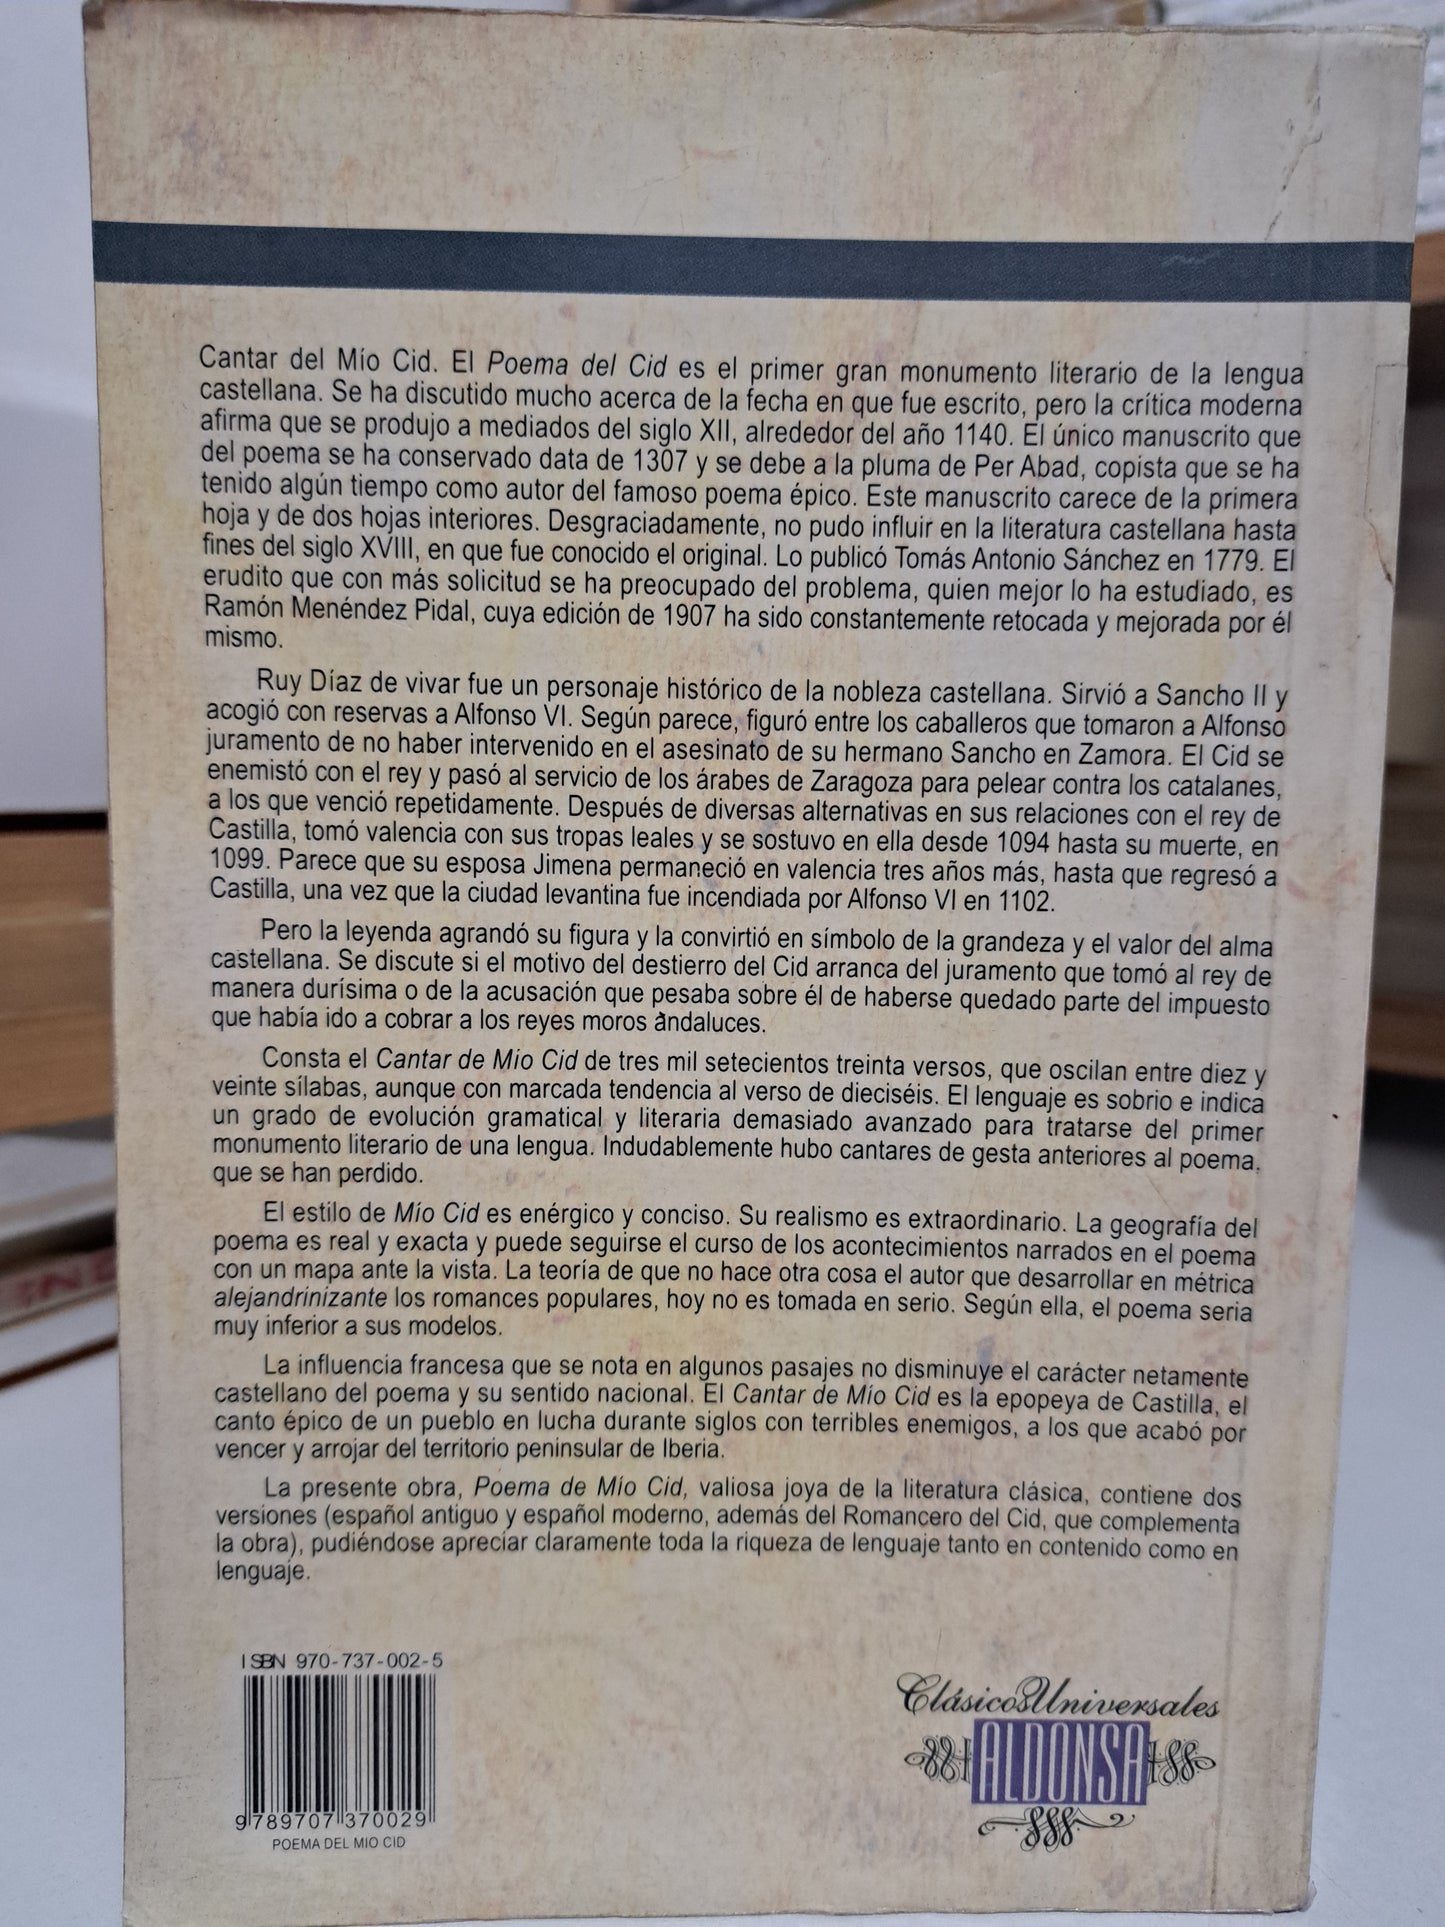 Cantar del Mío Cid. El Poema del Cid es el primer gran monumento literario de la lengua
castellana. Se ha discutido mucho acerca de la fecha en que fue escrito, pero la crítica moderna
afirma que se produjo a mediados del siglo XII, alrededor del año 1140. El único manuscrito que
del poema se ha conservado data de 1307 y se debe a la pluma de Per Abad, copista que se ha
tenido algún tiempo como autor del famoso poema épico. Este manuscrito carece de la primera
hoja y de dos hojas interiores. Desgraciadamente, no pudo influir en la literatura castellana hasta
fines del siglo XVIII, en que fue conocido el original. Lo publicó Tomás Antonio Sánchez en 1779. El
erudito que con más solicitud se ha preocupado del problema, quien mejor lo ha estudiado, es
Ramón Menéndez Pidal, cuya edición de 1907 ha sido constantemente retocada y mejorada por él
mismo.
Ruy Díaz de vivar fue un personaje histórico de la nobleza castellana. Sirvió a Sancho II y
acogió con reservas a Alfonso VI. Según parece, figuró entre los caballeros que tomaron a Alfonso
juramento de no haber intervenido en el asesinato de su hermano Sancho en Zamora. El Cid se
enemistó con el rey y pasó al servicio de los árabes de Zaragoza para pelear contra los catalanes,
a los que venció repetidamente. Después de diversas alternativas en sus relaciones con el rey de
Castilla, tomó valencia con sus tropas leales y se sostuvo en ella desde 1094 hasta su muerte, en
1099. Parece que su esposa Jimena permaneció en valencia tres años más, hasta que regresó a
Castilla, una vez que la ciudad levantina fue incendiada por Alfonso VI en 1102.
Pero la leyenda agrandó su figura y la convirtió en símbolo de la grandeza y el valor del alma
castellana. Se discute si el motivo del destierro del Cid arranca del juramento que tomó al rey de
manera durísima o de la acusación que pesaba sobre él de haberse quedado parte del impuesto
que había ido a cobrar a los reyes moros andaluces.
Consta el Cantar de Mío Cid de tres mil setecientos treinta versos, que oscilan entre diez y
veinte sílabas, aunque con marcada tendencia al verso de dieciséis. El lenguaje es sobrio e indica
un grado de evolución gramatical y literaria demasiado avanzado para tratarse del primer
monumento literario de una lengua. Indudablemente hubo cantares de gesta anteriores al poema,
que se han perdido.
El estilo de Mío Cid es enérgico y conciso. Su realismo es extraordinario. La geografía del
poema es real y exacta y puede seguirse el curso de los acontecimientos narrados en el poema
con un mapa ante la vista. La teoría de que no hace otra cosa el autor que desarrollar en métrica
alejandrinizante los romances populares, hoy no es tomada en serio. Según ella, el poema seria
muy inferior a sus modelos.
La influencia francesa que se nota en algunos pasajes no disminuye el carácter netamente
castellano del poema y su sentido nacional. El Cantar de Mío Cid es la epopeya de Castilla, el
canto épico de un pueblo en lucha durante siglos con terribles enemigos, a los que acabó por
vencer y arrojar del territorio peninsular de Iberia.
La presente obra, Poema de Mío Cid, valiosa joya de la literatura clásica, contiene dos
versiones (español antiguo y español moderno, además del Romancero del Cid, que complementa
la obra), pudiéndose apreciar claramente toda la riqueza de lenguaje tanto en contenido como en
lenguaje.
ISBN 970-737-002-5
9 789707 370029
POEMA DEL MIO CID
Clásicos Universales
ALDONSA